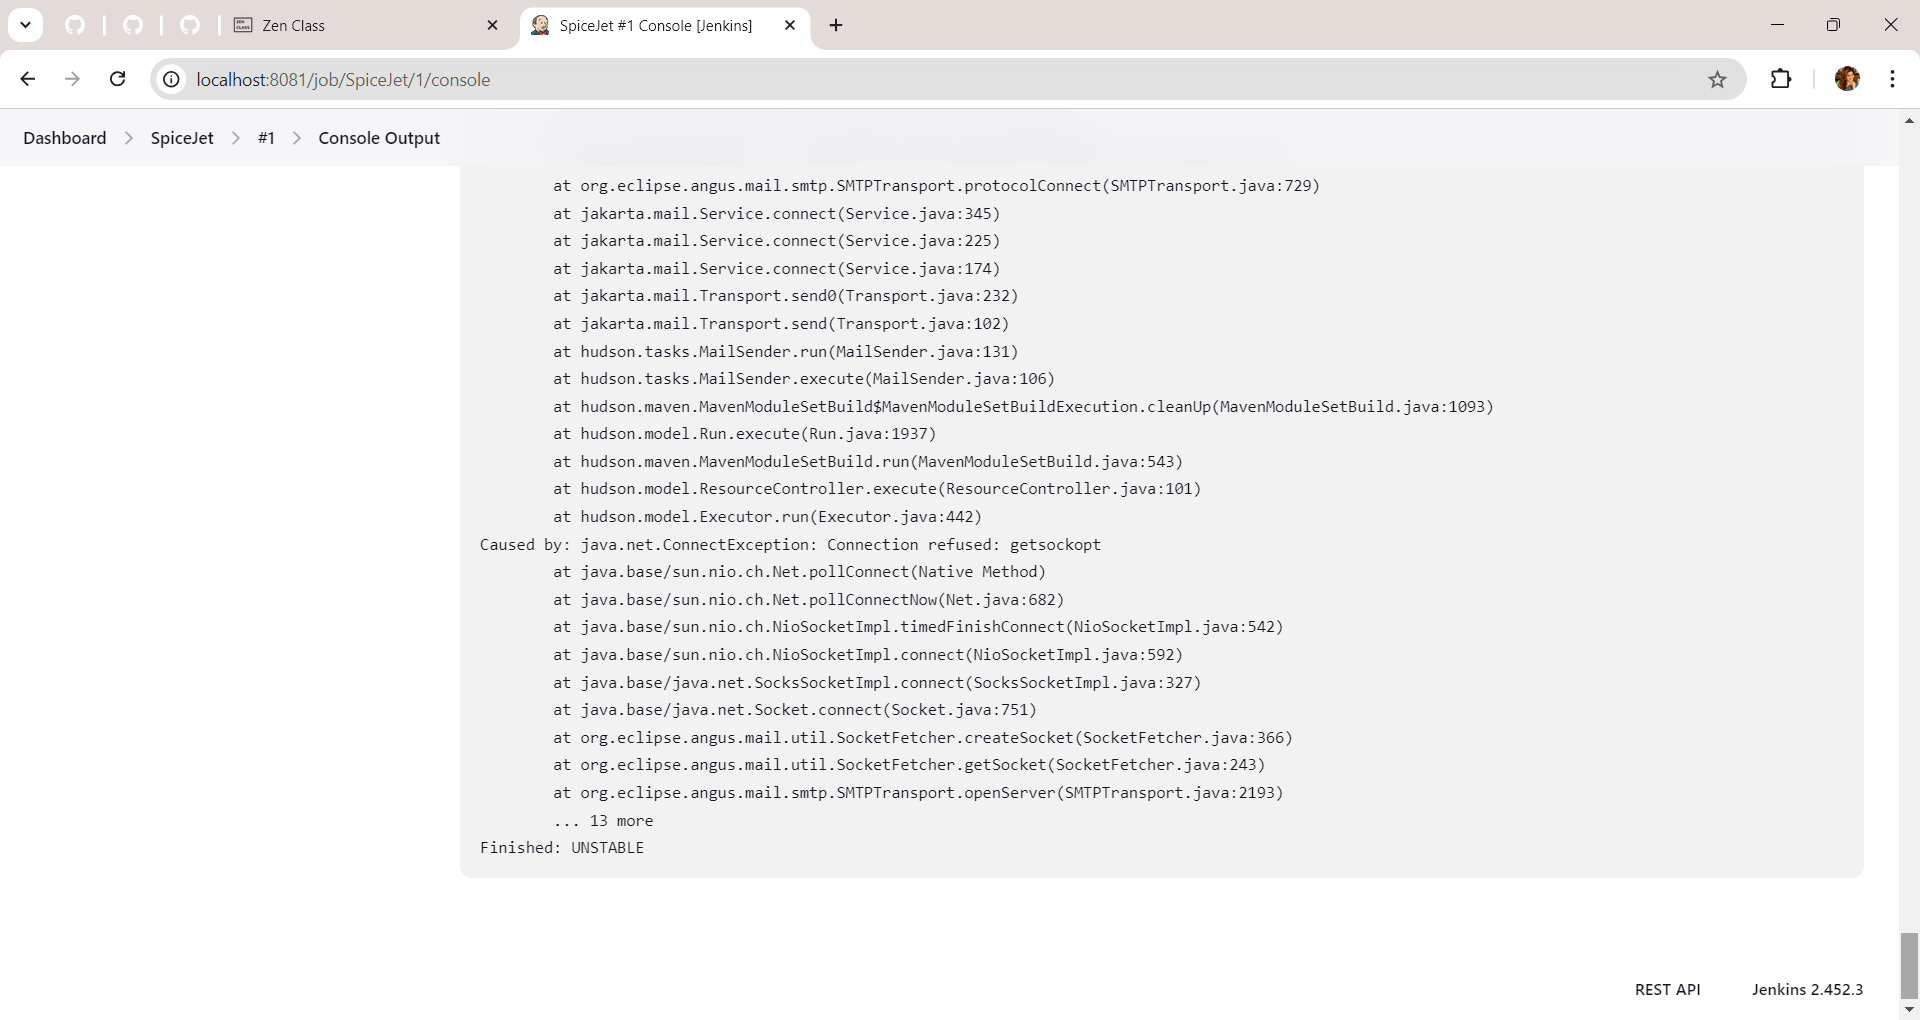 Zen Class
SpiceJet #1 Console [Jenkins]
localhost:8081/job/SpiceJet/1/console
Dashboard
SpiceJet
#1
Console Output
at org.eclipse.angus.mail.smtp.SMTPTransport.protocolConnect(SMTPTransport.java:729)
at jakarta.mail.Service.connect(Service.java:345)
at jakarta.mail.Service.connect(Service.java:225)
at jakarta.mail.Service.connect(Service.java:174)
at jakarta.mail.Transport.send0(Transport.java:232)
at jakarta.mail.Transport.send(Transport.java:102)
at hudson.tasks.MailSender.run(MailSender.java:131)
at hudson.tasks.MailSender.execute(MailSender.java:106)
at hudson.maven.MavenModuleSetBuild$MavenModuleSetBuildExecution.cleanUp(MavenModuleSetBuild.java:1093)
at hudson.model.Run.execute(Run.java:1937)
at hudson.maven.MavenModuleSetBuild.run(MavenModuleSetBuild.java:543)
at hudson.model.ResourceController.execute(ResourceController.java:101)
at hudson.model.Executor.run(Executor.java:442)
Caused by: java.net.ConnectException: Connection refused: getsockopt
at java.base/sun.nio.ch.Net.pollConnect(Native Method)
at java.base/sun.nio.ch.Net.pollConnectNow(Net.java:682)
at java.base/sun.nio.ch.NioSocketImpl.timedFinishConnect(NioSocketImpl.java:542)
at java.base/sun.nio.ch.NioSocketImpl.connect(NioSocketImpl.java:592)
at java.base/java.net.SocksSocketImpl.connect(SocksSocketImpl.java:327)
at java.base/java.net.Socket.connect(Socket.java:751)
at org.eclipse.angus.mail.util.SocketFetcher.createSocket(SocketFetcher.java:366)
at org.eclipse.angus.mail.util.SocketFetcher.getSocket(SocketFetcher.java:243)
at org.eclipse.angus.mail.smtp.SMTPTransport.openServer(SMTPTransport.java:2193)
... 13 more
Finished: UNSTABLE
REST API
Jenkins 2.452.3